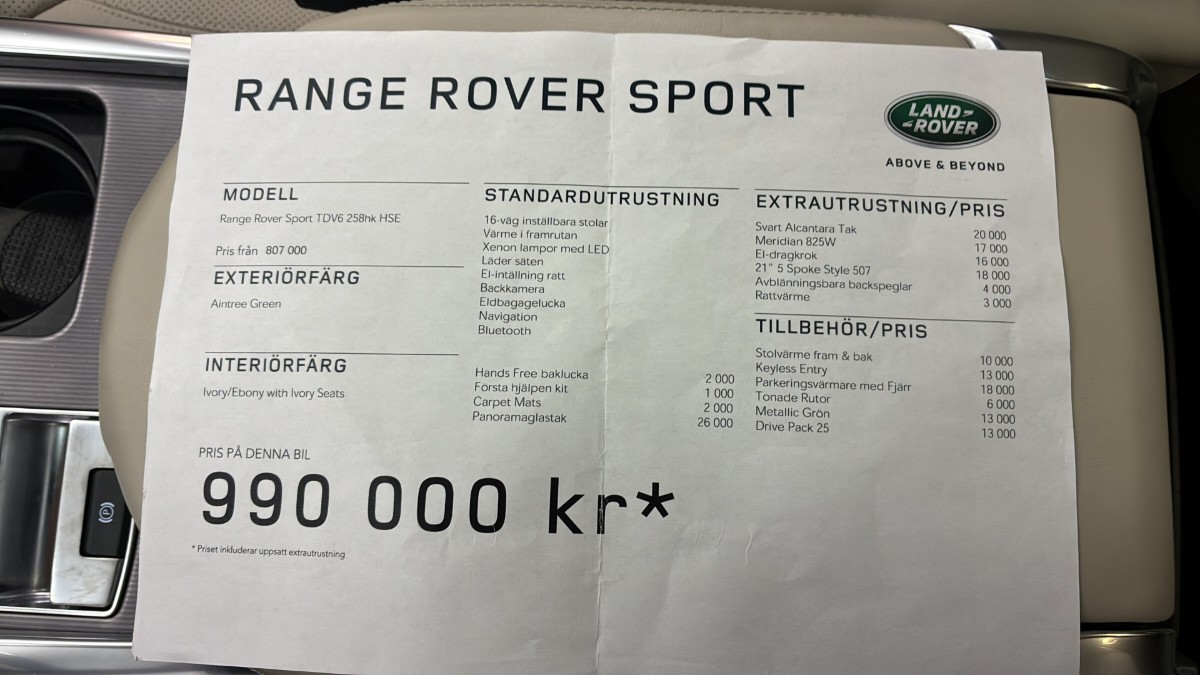 RANGE ROVER SPORT
LAND
ROVER
ABOVE & BEYOND
MODELL
Range Rover Sport TDV6 258hk HSE
Pris från 807 000
EXTERIÖRFÄRG
Aintree Green
INTERIÖRFÄRG
Ivory/Ebony with Ivory Seats
STANDARDUTRUSTNING
16-väg inställbara stolar
Värme i framrutan
Xenon lampor med LED
Läder säten
El-intällning ratt
Backkamera
Eldbagagelucka
Navigation
Bluetooth
Hands Free baklucka 2 000
Första hjälpen kit 1 000
Carpet Mats 2 000
Panoramaglastak 26 000
EXTRAUTRUSTNING/PRIS
Svart Alcantara Tak 20 000
Meridian 825W 17 000
El-dragkrok 16 000
21" 5 Spoke Style 507 18 000
Avblänningsbara backspeglar 4 000
Rattvärme 3 000
TILLBEHÖR/PRIS
Stolvärme fram & bak 10 000
Keyless Entry 13 000
Parkeringsvärmare med Fjärr 18 000
Tonade Rutor 6 000
Metallic Grön 13 000
Drive Pack 25 13 000
PRIS PÅ DENNA BIL
990 000 kr*
* Priset inkluderar uppsatt extrautrustning
(P)